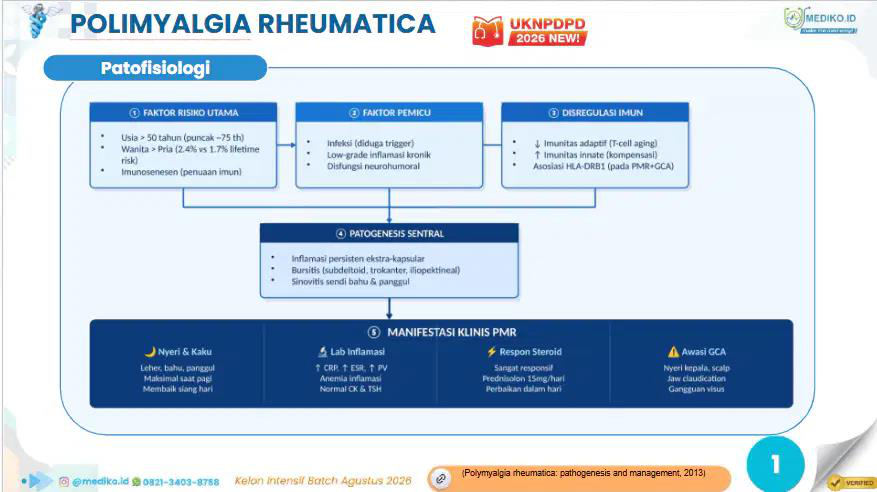 POLIMYALGIA RHEUMATICA
UKNPDPD
2026 NEW!
MEDIKO.ID
Patofisiologi
① FAKTOR RISIKO UTAMA
• Usia > 50 tahun (puncak ~75 th)
• Wanita > Pria (2.4% vs 1.7% lifetime
risk)
• Imunosenesen (penuaan imun)
② FAKTOR PEMICU
• Infeksi (diduga trigger)
• Low-grade inflamasi kronik
• Disfungsi neurohumoral
③ DISREGULASI IMUN
• ↓ Imunitas adaptif (T-cell aging)
• ↑ Imunitas innate (kompensasi)
• Asosiasi HLA-DRB1 (pada PMR+GCA)
④ PATOGENESIS SENTRAL
• Inflamasi persisten ekstra-kapsular
• Bursitis (subdeltoid, trokanter, iliopektineal)
• Sinovitis sendi bahu & panggul
⑤ MANIFESTASI KLINIS PMR
🌙 Nyeri & Kaku
Leher, bahu, panggul
Maksimal saat pagi
Membaik siang hari
🔬 Lab Inflamasi
↑ CRP, ↑ ESR, ↑ PV
Anemia inflamasi
Normal CK & TSH
⚡ Respon Steroid
Sangat responsif
Prednisolon 15mg/hari
Perbaikan dalam hari
⚠️ Awasi GCA
Nyeri kepala, scalp
Jaw claudication
Gangguan visus
@mediko.id 0821-3403-8758
Kelon Intensif Batch Agustus 2026
(Polymyalgia rheumatica: pathogenesis and management, 2013)
1
VERIFIED